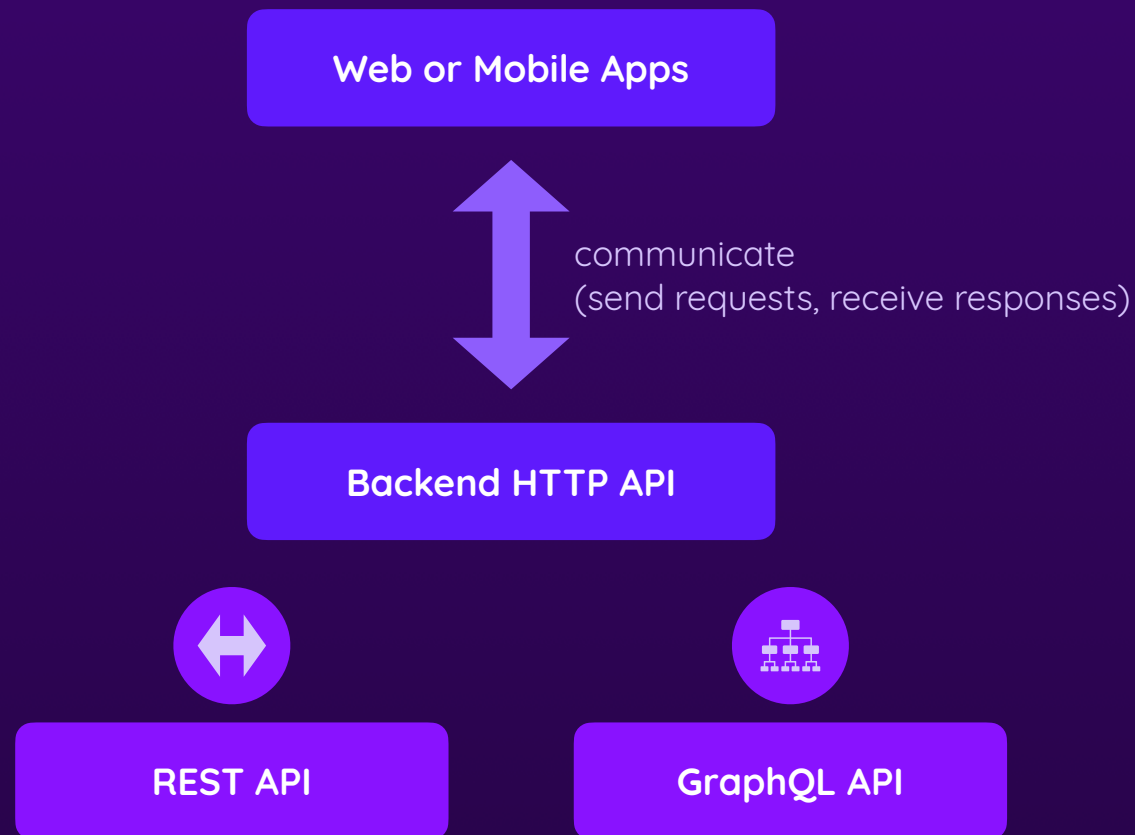 Web or Mobile Apps
communicate
(send requests, receive responses)
Backend HTTP API
REST API
GraphQL API